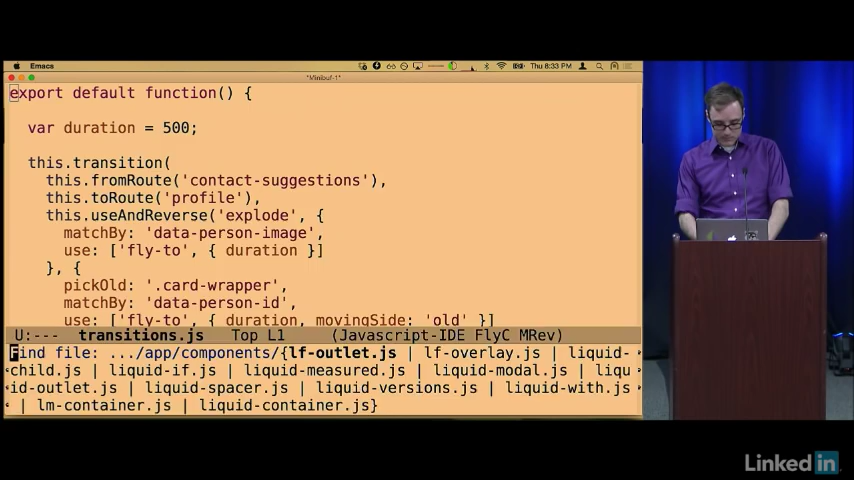 Emacs
Thu 8:33 PM
"Minibuf-1"
export default function() {
var duration = 500;
this.transition(
this.fromRoute('contact-suggestions'),
this.toRoute('profile'),
this.useAndReverse('explode', {
matchBy: 'data-person-image',
use: ['fly-to', { duration }]
}, {
pickOld: '.card-wrapper',
matchBy: 'data-person-id',
use: ['fly-to', { duration, movingSide: 'old' }]
U:--- transitions.js Top L1 (Javascript-IDE FlyC MRev)
Find file: .../app/components/{lf-outlet.js | lf-overlay.js | liquid-
child.js | liquid-if.js | liquid-measured.js | liquid-modal.js | liqu
id-outlet.js | liquid-spacer.js | liquid-versions.js | liquid-with.js
| lm-container.js | liquid-container.js}
LinkedIn